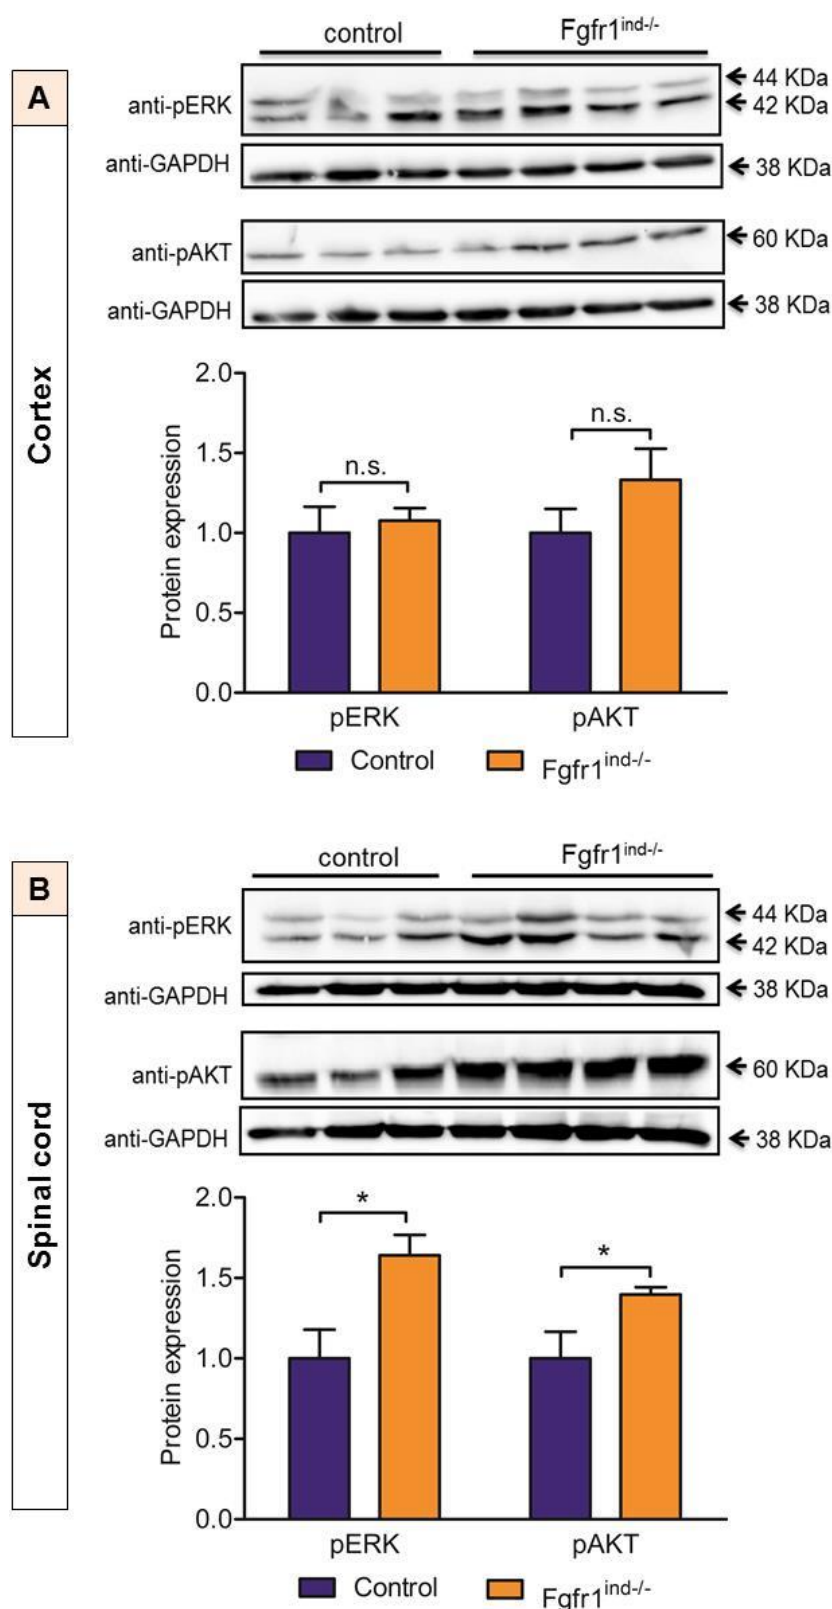 control Fgfr1ind-/-
A
anti-pERK
44 KDa
42 KDa
anti-GAPDH
38 KDa
anti-pAKT
60 KDa
anti-GAPDH
38 KDa
Cortex
Protein expression
2.0
1.5
1.0
0.5
0.0
n.s.
n.s.
pERK pAKT
Control Fgfr1ind-/-
control Fgfr1ind-/-
B
anti-pERK
44 KDa
42 KDa
anti-GAPDH
38 KDa
anti-pAKT
60 KDa
anti-GAPDH
38 KDa
Spinal cord
Protein expression
2.0
1.5
1.0
0.5
0.0
*
*
pERK pAKT
Control Fgfr1ind-/-